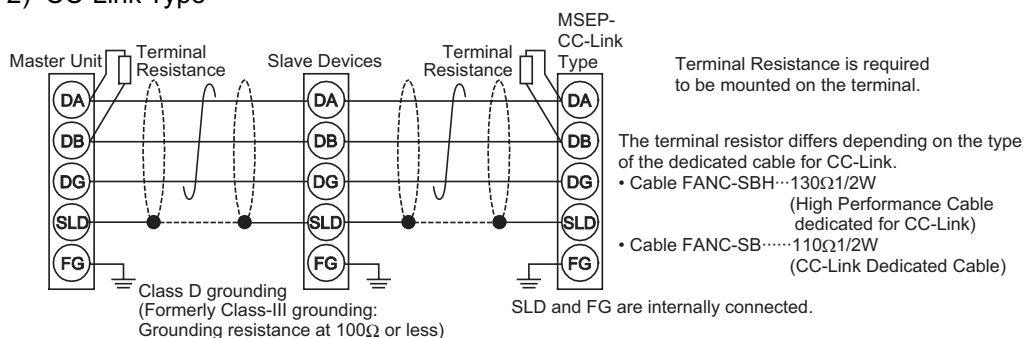 2) CC-Link Type
MSEP-
CC-Link
Type
Master Unit
Terminal
Resistance
Slave Devices
Terminal
Resistance
DA
DB
DG
SLD
FG
DA
DB
DG
SLD
FG
DA
DB
DG
SLD
FG
Terminal Resistance is required
to be mounted on the terminal.
The terminal resistor differs depending on the type
of the dedicated cable for CC-Link.
• Cable FANC-SBH···130Ω1/2W
(High Performance Cable
dedicated for CC-Link)
• Cable FANC-SB······110Ω1/2W
(CC-Link Dedicated Cable)
Class D grounding
(Formerly Class-III grounding:
Grounding resistance at 100Ω or less)
SLD and FG are internally connected.